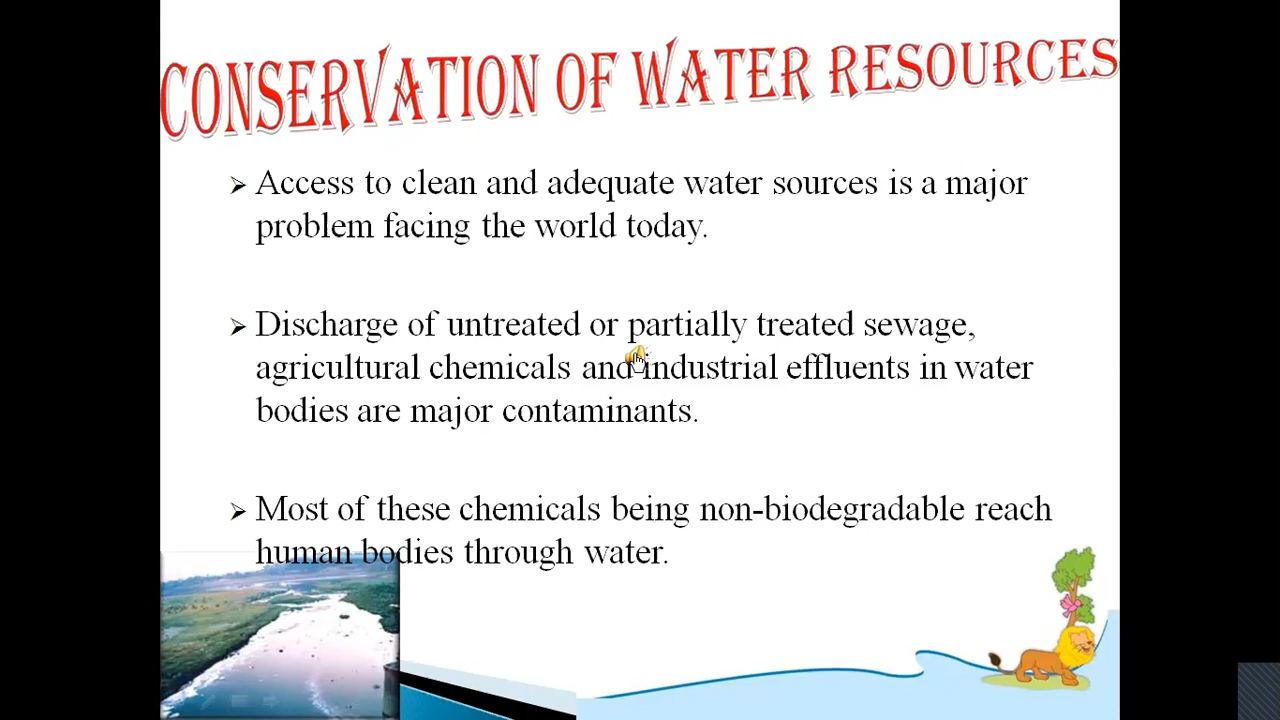 CONSERVATION OF WATER RESOURCES
Access to clean and adequate water sources is a major
problem facing the world today.
Discharge of untreated or partially treated sewage,
agricultural chemicals and industrial effluents in water
bodies are major contaminants.
Most of these chemicals being non-biodegradable reach
human bodies through water.